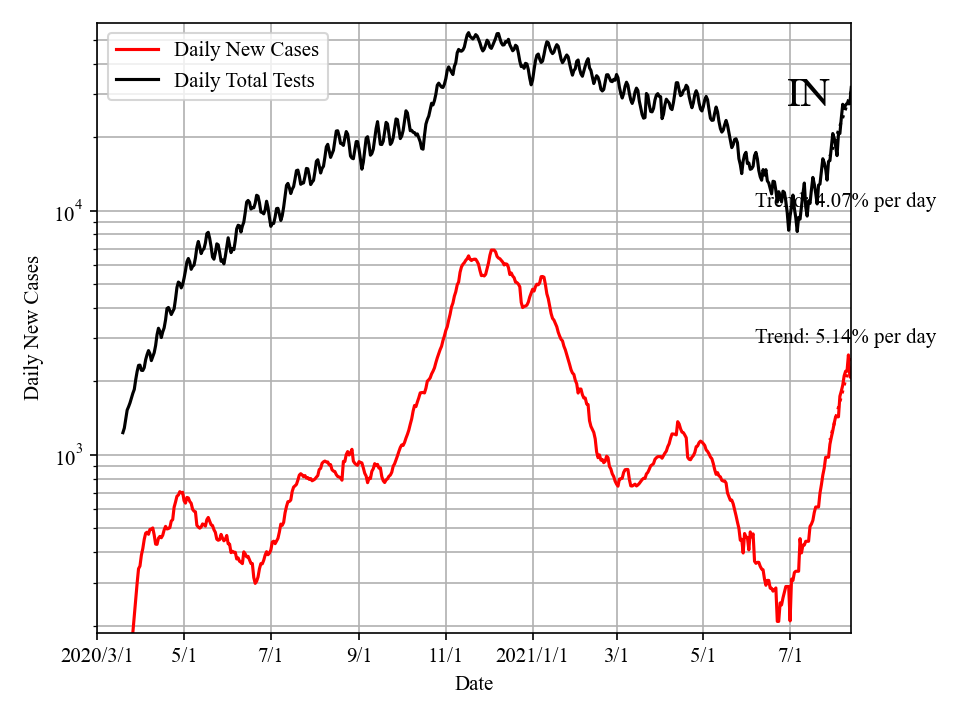 Daily New Cases
Daily Total Tests
IN
Trend: 4.07% per day
Trend: 5.14% per day
10^4
10^3
Daily New Cases
2020/3/1 5/1 7/1 9/1 11/1 2021/1/1 3/1 5/1 7/1
Date